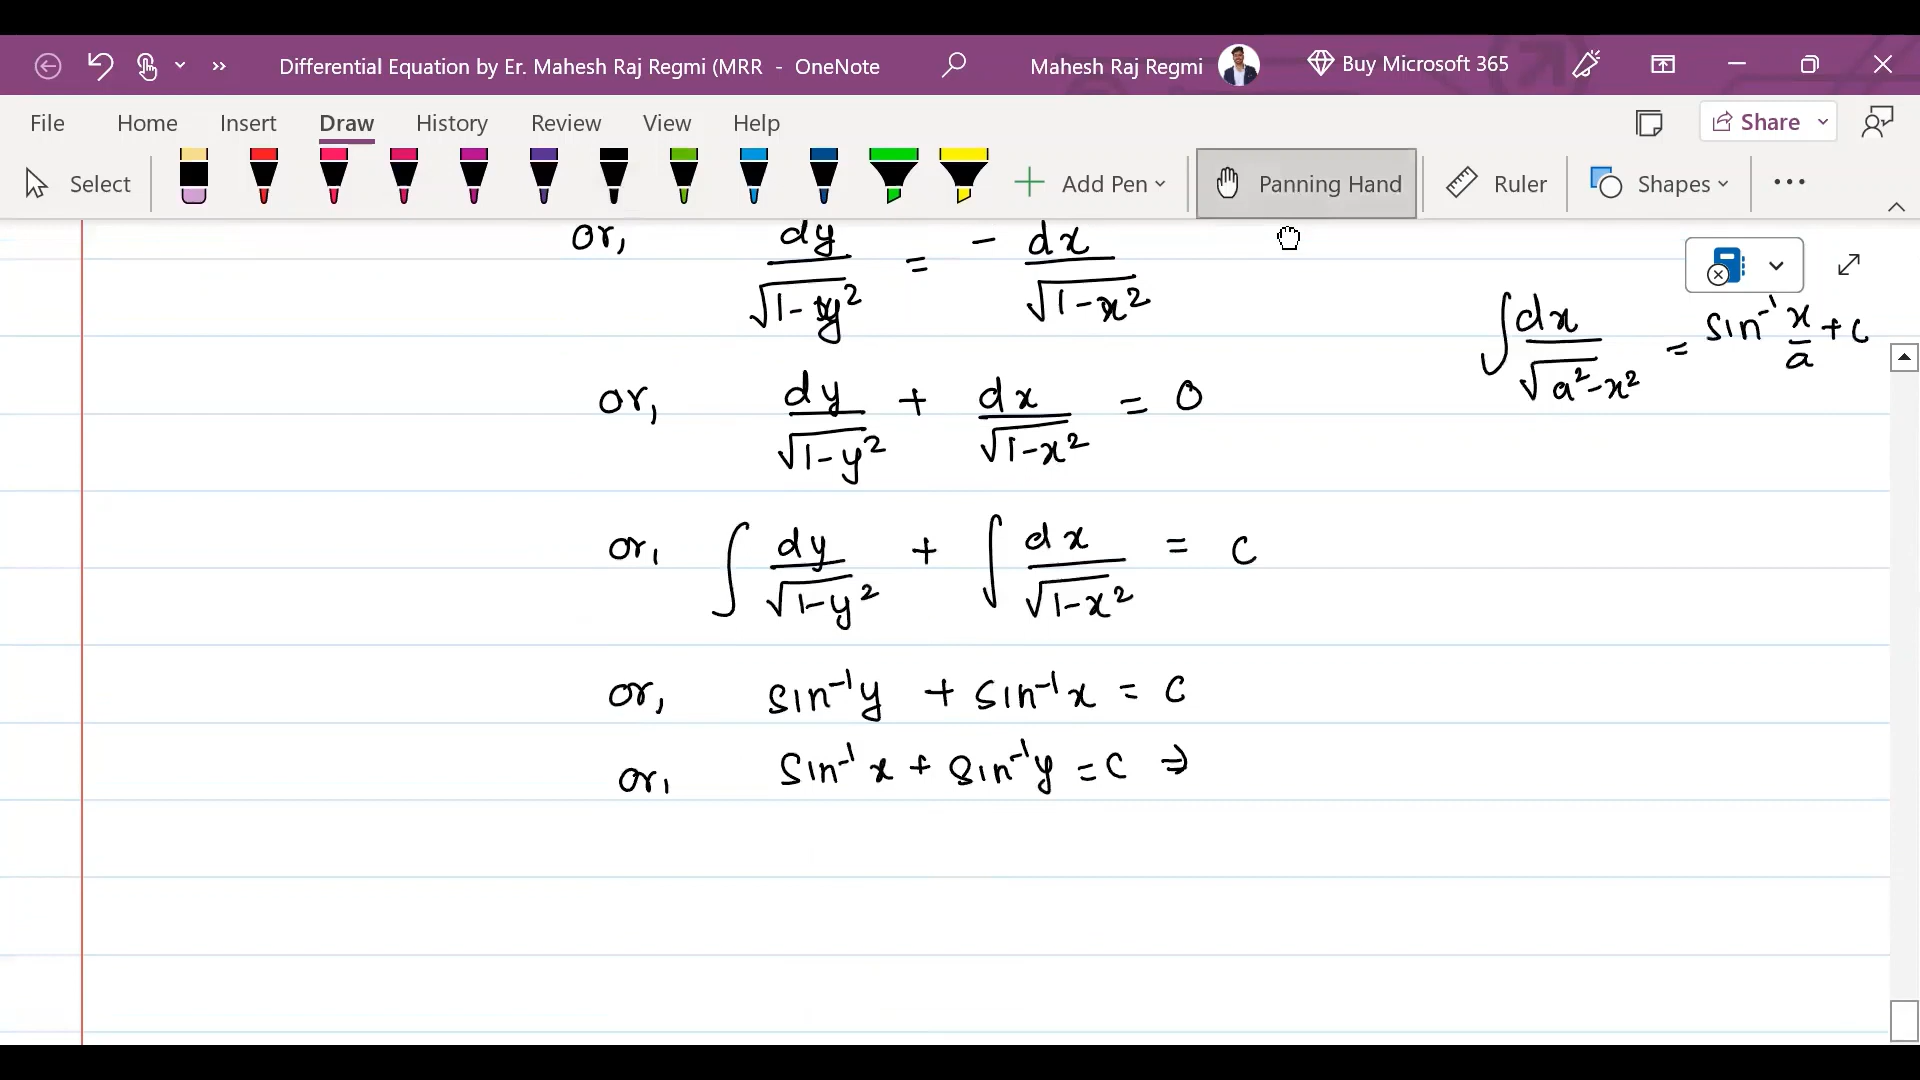 Differential Equation by Er. Mahesh Raj Regmi (MRR - OneNote
Mahesh Raj Regmi
Buy Microsoft 365
File Home Insert Draw History Review View Help
Share
Select
Add Pen
Panning Hand
Ruler
Shapes
or, dy/√1-y² = - dx/√1-x²
∫ dx/√a²-x² = sin⁻¹ x/a + c
or, dy/√1-y² + dx/√1-x² = 0
or, ∫ dy/√1-y² + ∫ dx/√1-x² = c
or, sin⁻¹y + sin⁻¹x = c
or, sin⁻¹x + sin⁻¹y = c ⇒